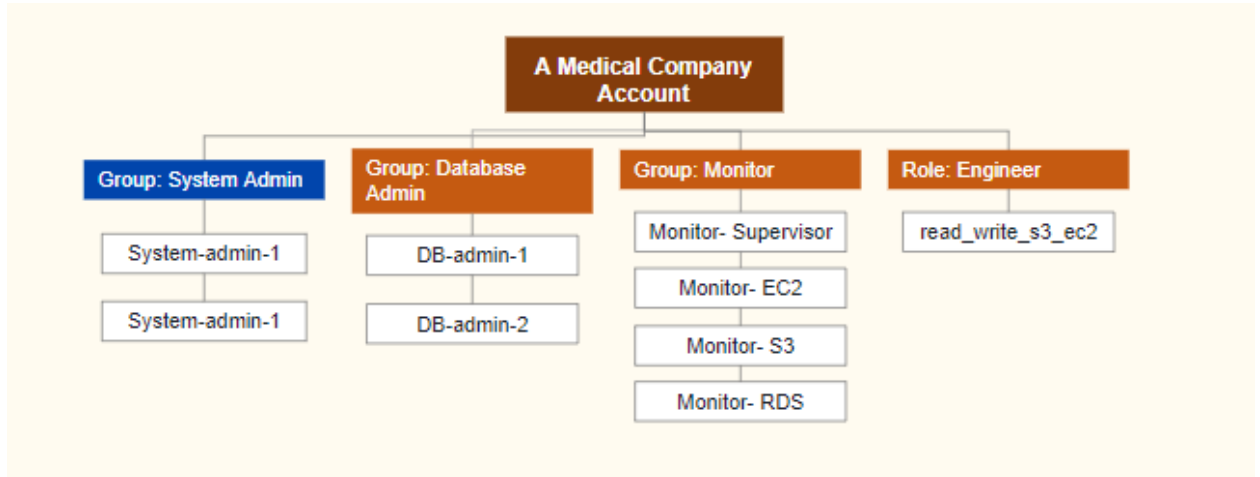 A Medical Company
Account
Group: System Admin
System-admin-1
System-admin-1
Group: Database
Admin
DB-admin-1
DB-admin-2
Group: Monitor
Monitor- Supervisor
Monitor- EC2
Monitor- S3
Monitor- RDS
Role: Engineer
read_write_s3_ec2